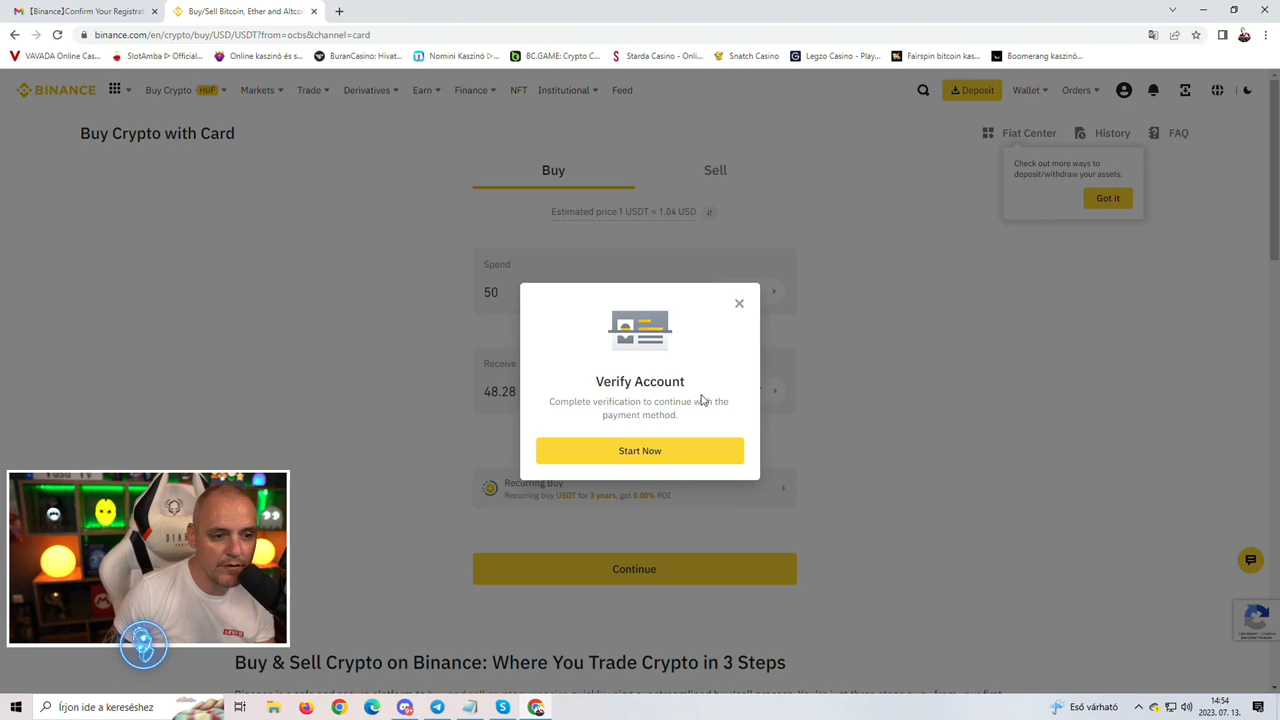 【Binance】Confirm Your Registrat
Buy/Sell Bitcoin, Ether and Altcoi
binance.com/en/crypto/buy/USD/USDT?from=ocbs&channel=card
VAVADA Online Cas...
SlotAmba ᐉ Official...
Online kaszinó és s...
BuranCasino: Hivat...
Nomini Kaszinó ▷...
BC.GAME: Crypto C...
Starda Casino - Onli...
Snatch Casino
Legzo Casino - Play...
Fairspin bitcoin kas...
Boomerang kaszinó...
BINANCE
Buy Crypto HUF
Markets
Trade
Derivatives
Earn
Finance
NFT
Institutional
Feed
Deposit
Wallet
Orders
Buy Crypto with Card
Fiat Center
History
FAQ
Check out more ways to
deposit/withdraw your assets.
Got it
Buy
Sell
Estimated price 1 USDT ≈ 1.04 USD
Spend
50
Receive
48.28
Verify Account
Complete verification to continue with the
payment method.
Start Now
Recurring Buy
Recurring buy USDT for 3 years, got 0.00% ROI.
Continue
DIABLO
LEVI'S
Buy & Sell Crypto on Binance: Where You Trade Crypto in 3 Steps
Írjon ide a kereséshez
Eső várható
14:54
2023. 07. 13.